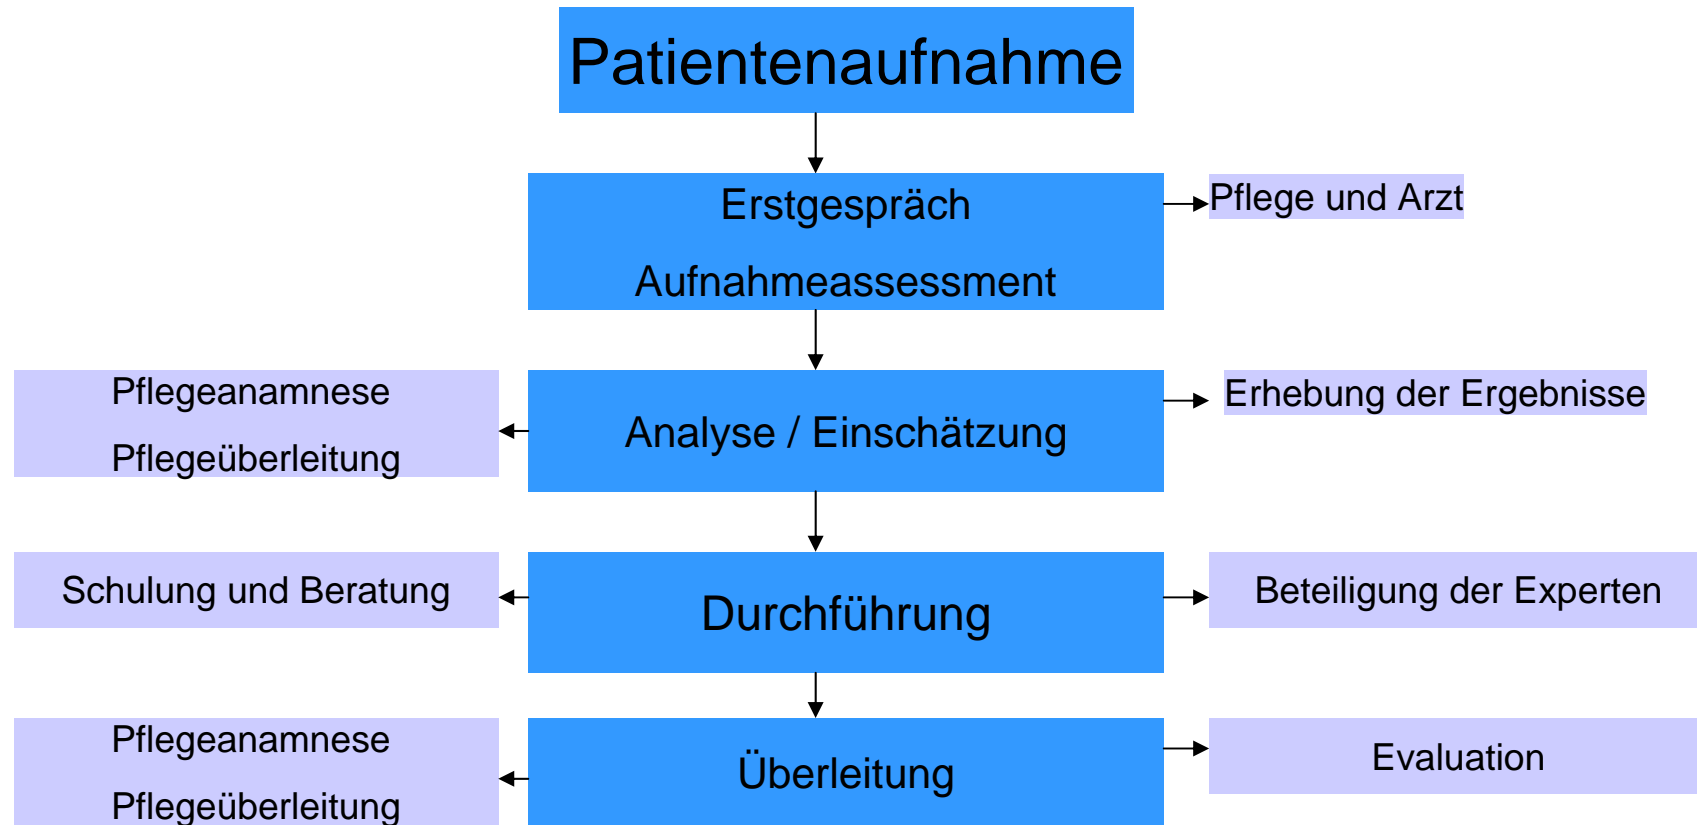 Patientenaufnahme
Erstgespräch
Aufnahmeassessment
Pflege und Arzt
Pflegeanamnese
Pflegeüberleitung
Analyse / Einschätzung
Erhebung der Ergebnisse
Schulung und Beratung
Durchführung
Beteiligung der Experten
Pflegeanamnese
Pflegeüberleitung
Überleitung
Evaluation